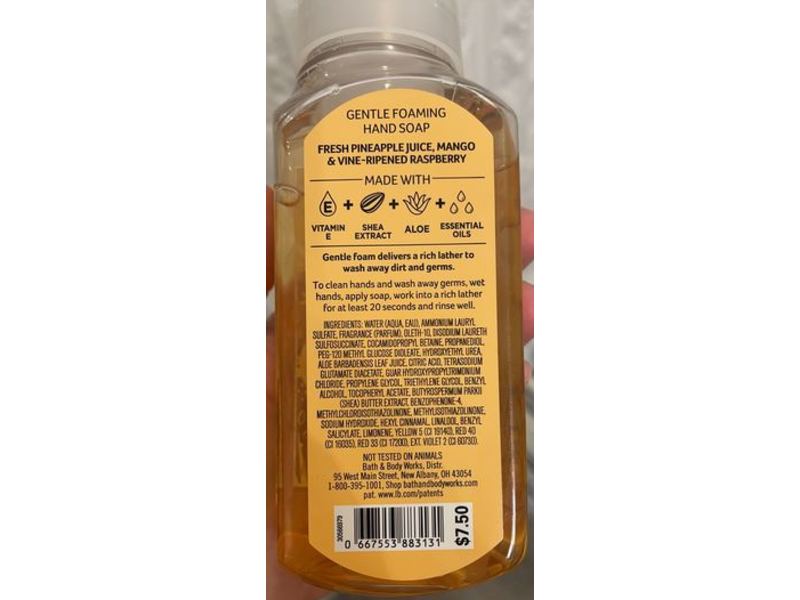 GENTLE FOAMING
HAND SOAP
FRESH PINEAPPLE JUICE, MANGO
& VINE-RIPENED RASPBERRY
MADE WITH
E
VITAMIN E + SHEA EXTRACT + ALOE + ESSENTIAL OILS
Gentle foam delivers a rich lather to
wash away dirt and germs.
To clean hands and wash away germs, wet
hands, apply soap, work into a rich lather
for at least 20 seconds and rinse well.
INGREDIENTS: WATER (AQUA, EAU), AMMONIUM LAURYL
SULFATE, FRAGRANCE (PARFUM), OLETH-10, DISODIUM LAURETH
SULFOSUCCINATE, COCAMIDOPROPYL BETAINE, PROPANEDIOL,
PEG-120 METHYL GLUCOSE DIOLEATE, HYDROXYETHYL UREA,
ALOE BARBADENSIS LEAF JUICE, CITRIC ACID, TETRASODIUM
GLUTAMATE DIACETATE, GUAR HYDROXYPROPYLTRIMONIUM
CHLORIDE, PROPYLENE GLYCOL, TRIETHYLENE GLYCOL, BENZYL
ALCOHOL, TOCOPHERYL ACETATE, BUTYROSPERMUM PARKII
(SHEA) BUTTER EXTRACT, BENZOPHENONE-4,
METHYLCHLOROISOTHIAZOLINONE, METHYLISOTHIAZOLINONE,
SODIUM HYDROXIDE, HEXYL CINNAMAL, LINALOOL, BENZYL
SALICYLATE, LIMONENE, YELLOW 5 (CI 19140), RED 40
(CI 16035), RED 33 (CI 17200), EXT. VIOLET 2 (CI 60730).
NOT TESTED ON ANIMALS
Bath & Body Works, Distr.
95 West Main Street, New Albany, OH 43054
1-800-395-1001, Shop bathandbodyworks.com
pat. www.lb.com/patents
0 667553 883131
$7.50